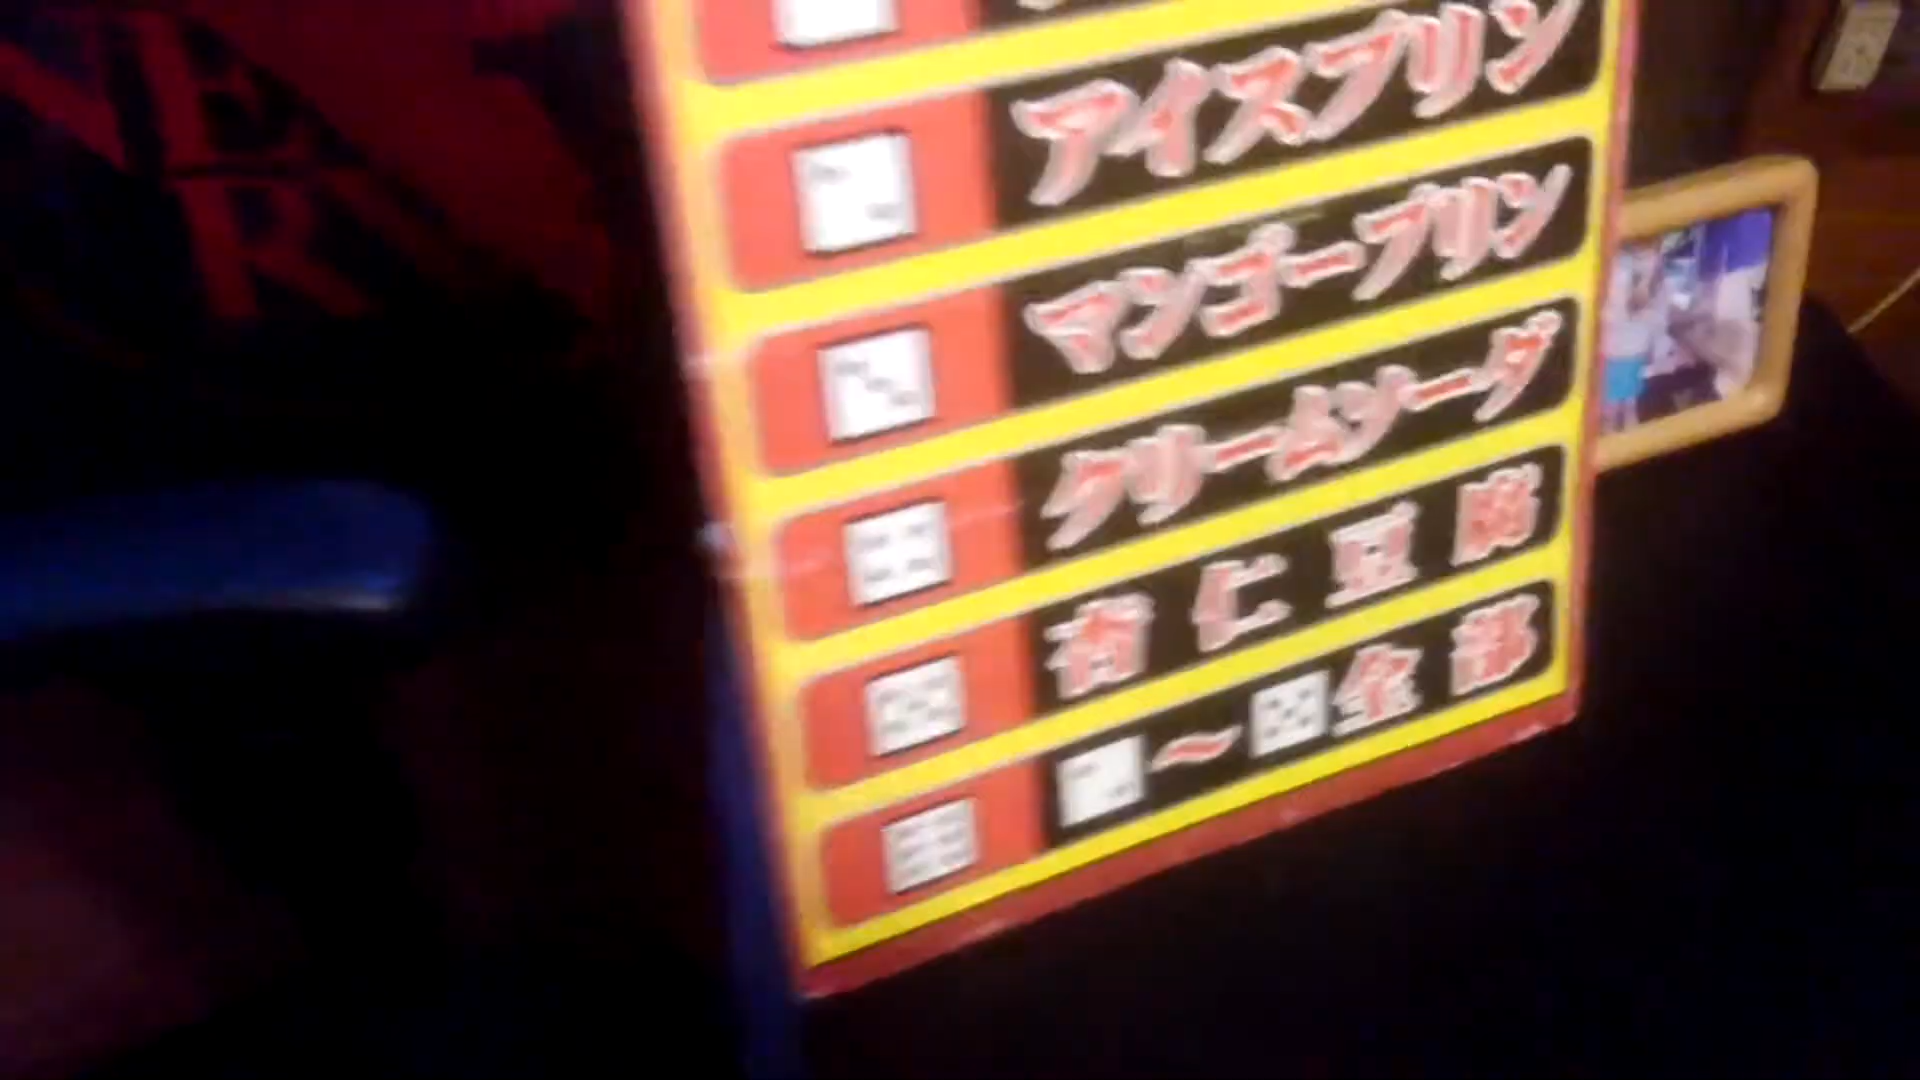 アイスプリン
マンゴープリン
クリームソーダ
杏仁豆腐
～ 全部